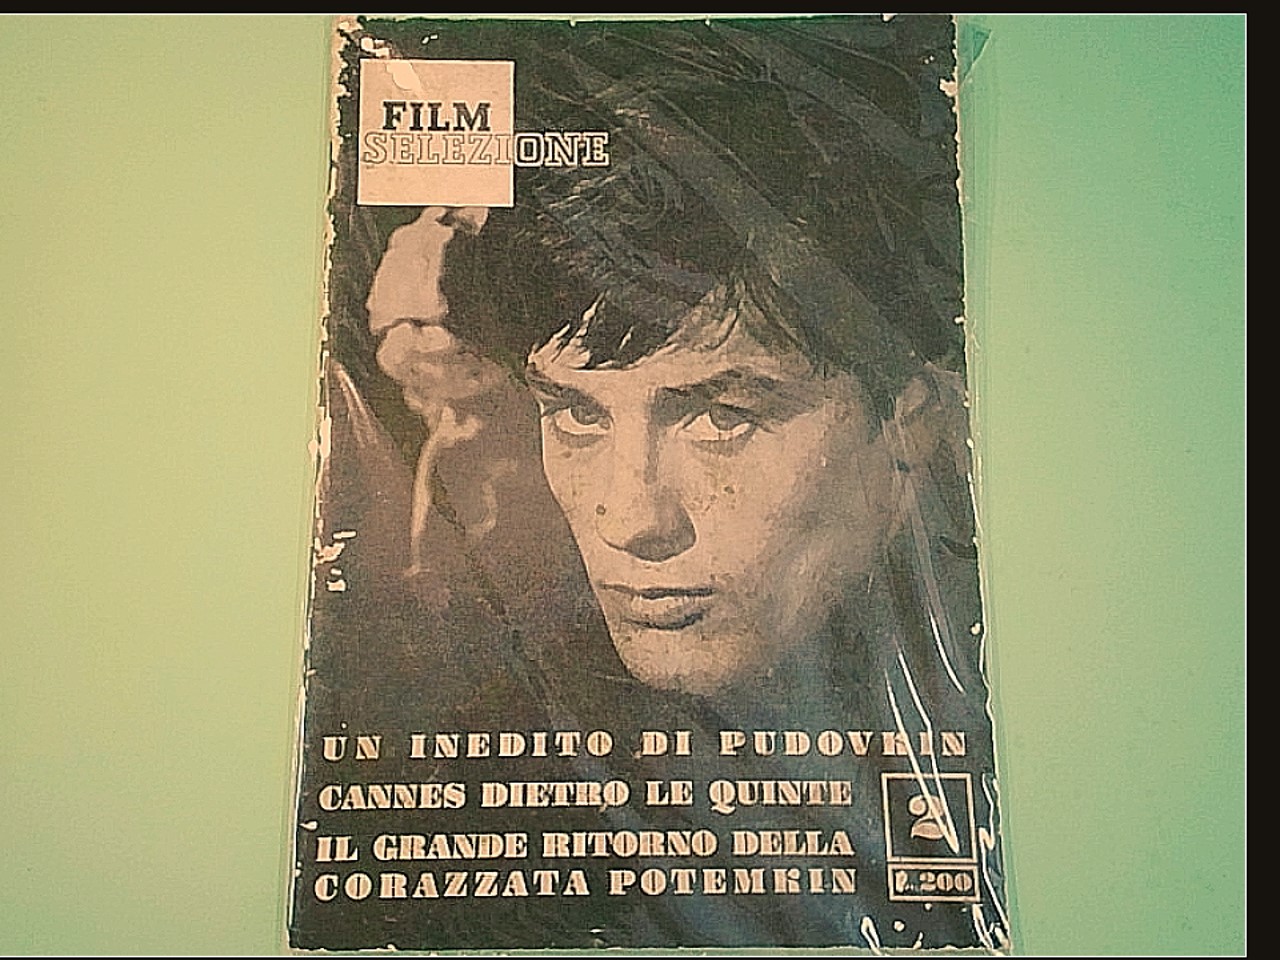 FILM
SELEZIONE
UN INEDITO DI PUDOVKIN
CANNES DIETRO LE QUINTE
IL GRANDE RITORNO DELLA
CORAZZATA POTEMKIN
2
L. 200